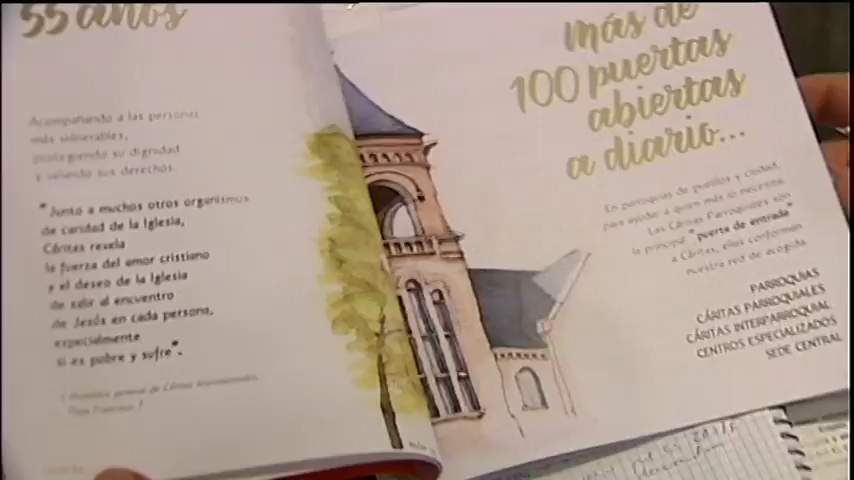 55 años
Acompañando a las personas
más vulnerables,
protegiendo su dignidad
y velando sus derechos.
"Junto a muchos otros organismos
de caridad de la Iglesia,
Cáritas revela
la fuerza del amor cristiano
y el deseo de la Iglesia
de salir al encuentro
de Jesús en cada persona,
especialmente
si es pobre y sufre".
Papa Francisco
más de
100 puertas
abiertas
a diario...
En parroquias de pueblos y ciudad,
para ayudar a quien más lo necesita.
Las Cáritas Parroquiales son
la principal "puerta de entrada"
a Cáritas, ellas conforman
nuestra red de acogida.
PARROQUIAS
CÁRITAS PARROQUIALES
CÁRITAS INTERPARROQUIAL
CENTROS ESPECIALIZADOS
SEDE CENTRAL